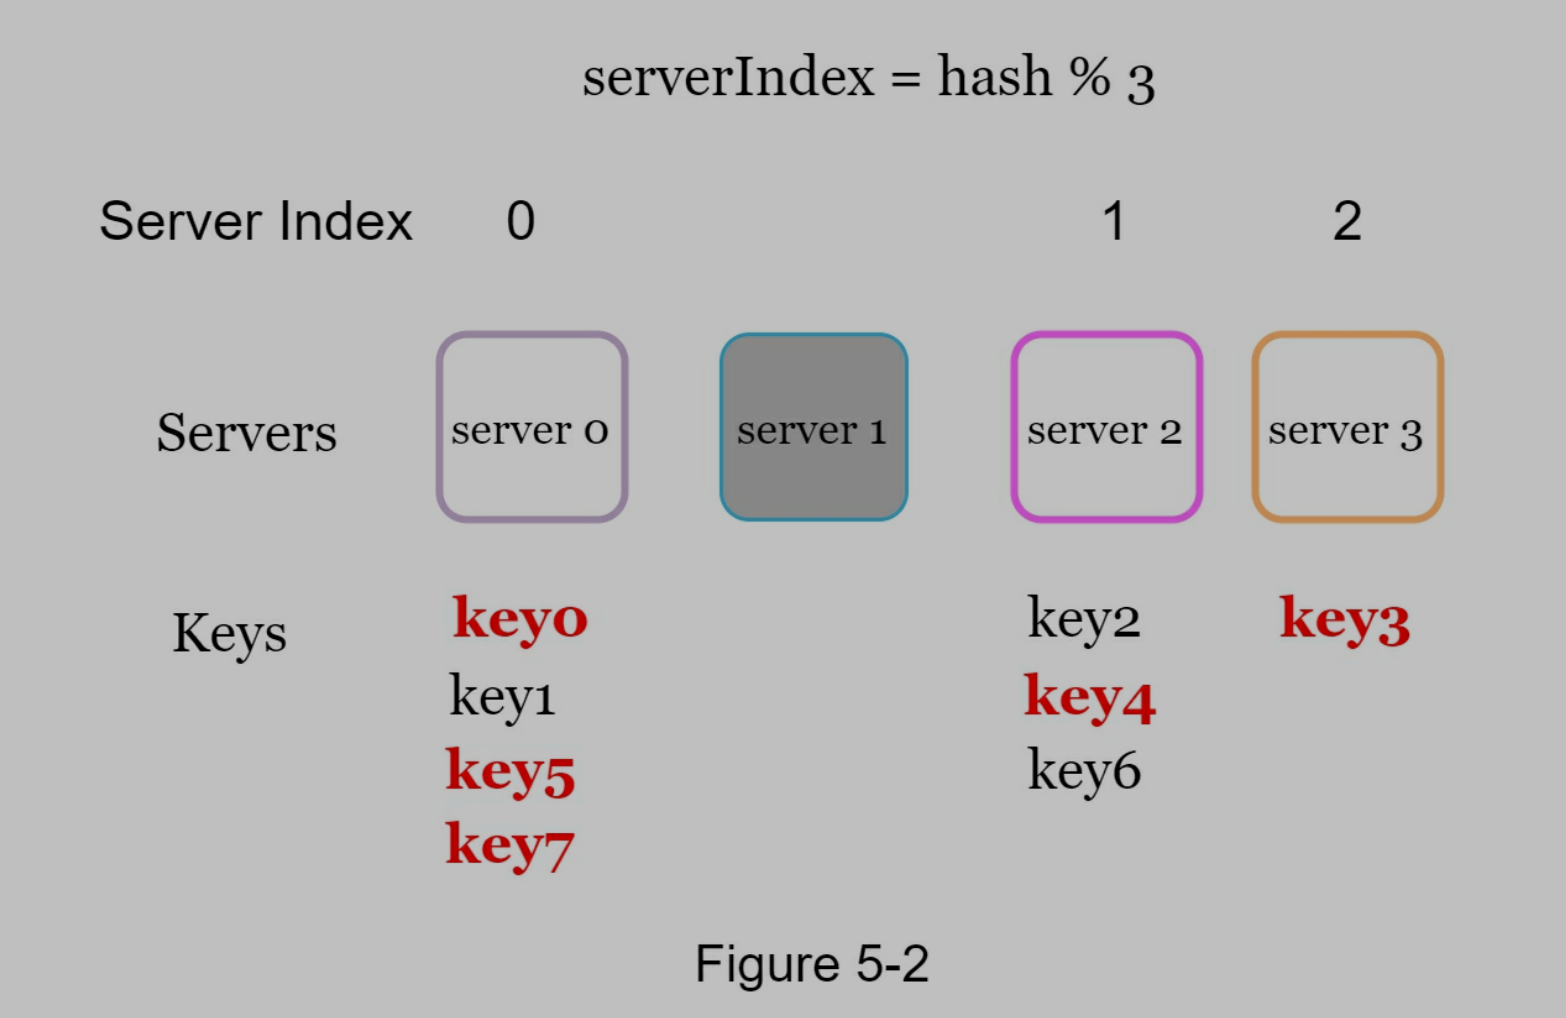 serverIndex = hash % 3
Server Index 0 1 2
Servers server 0 server 1 server 2 server 3
Keys key0 key2 key3
key1 key4
key5 key6
key7
Figure 5-2